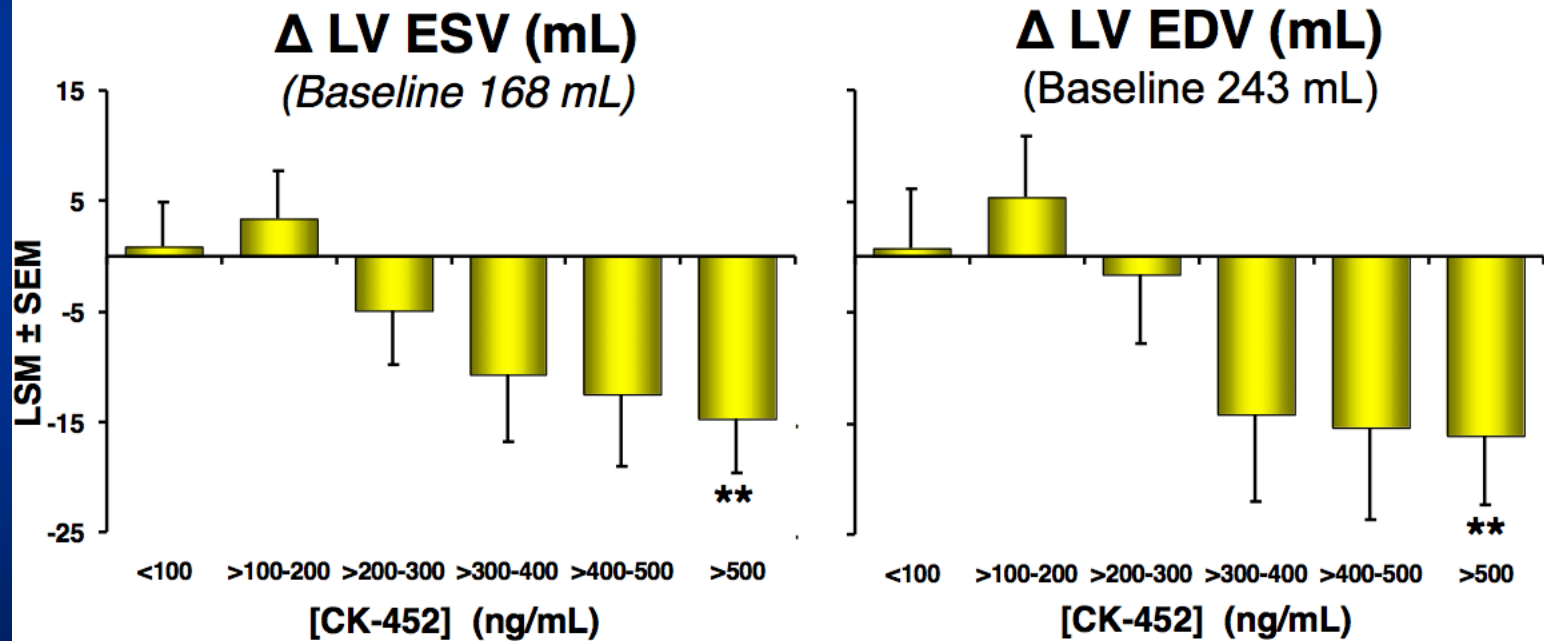 Δ LV ESV (mL)
(Baseline 168 mL)
15
5
-5
-15
-25
LSM ± SEM
**
<100 >100-200 >200-300 >300-400 >400-500 >500
[CK-452] (ng/mL)
Δ LV EDV (mL)
(Baseline 243 mL)
**
<100 >100-200 >200-300 >300-400 >400-500 >500
[CK-452] (ng/mL)